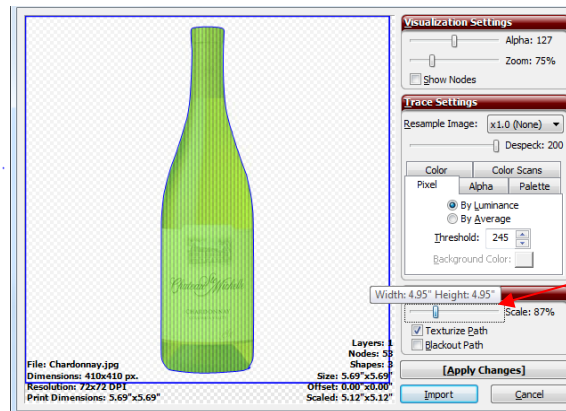 Visualization Settings
Alpha: 127
Zoom: 75%
Show Nodes
Trace Settings
Resample Image: x1.0 (None)
Despeck: 200
Color Color Scans
Pixel Alpha Palette
By Luminance
By Average
Threshold: 245
Background Color:
Width: 4.95" Height: 4.95"
Scale: 87%
Texturize Path
Blackout Path
[Apply Changes]
Import Cancel
Chateau Ste Michelle
CHARDONNAY
File: Chardonnay.jpg
Dimensions: 410x410 px.
Resolution: 72x72 DPI
Print Dimensions: 5.69"x5.69"
Layers: 1
Nodes: 53
Shapes: 3
Size: 5.69"x5.69"
Offset: 0.00"x0.00"
Scaled: 5.12"x5.12"